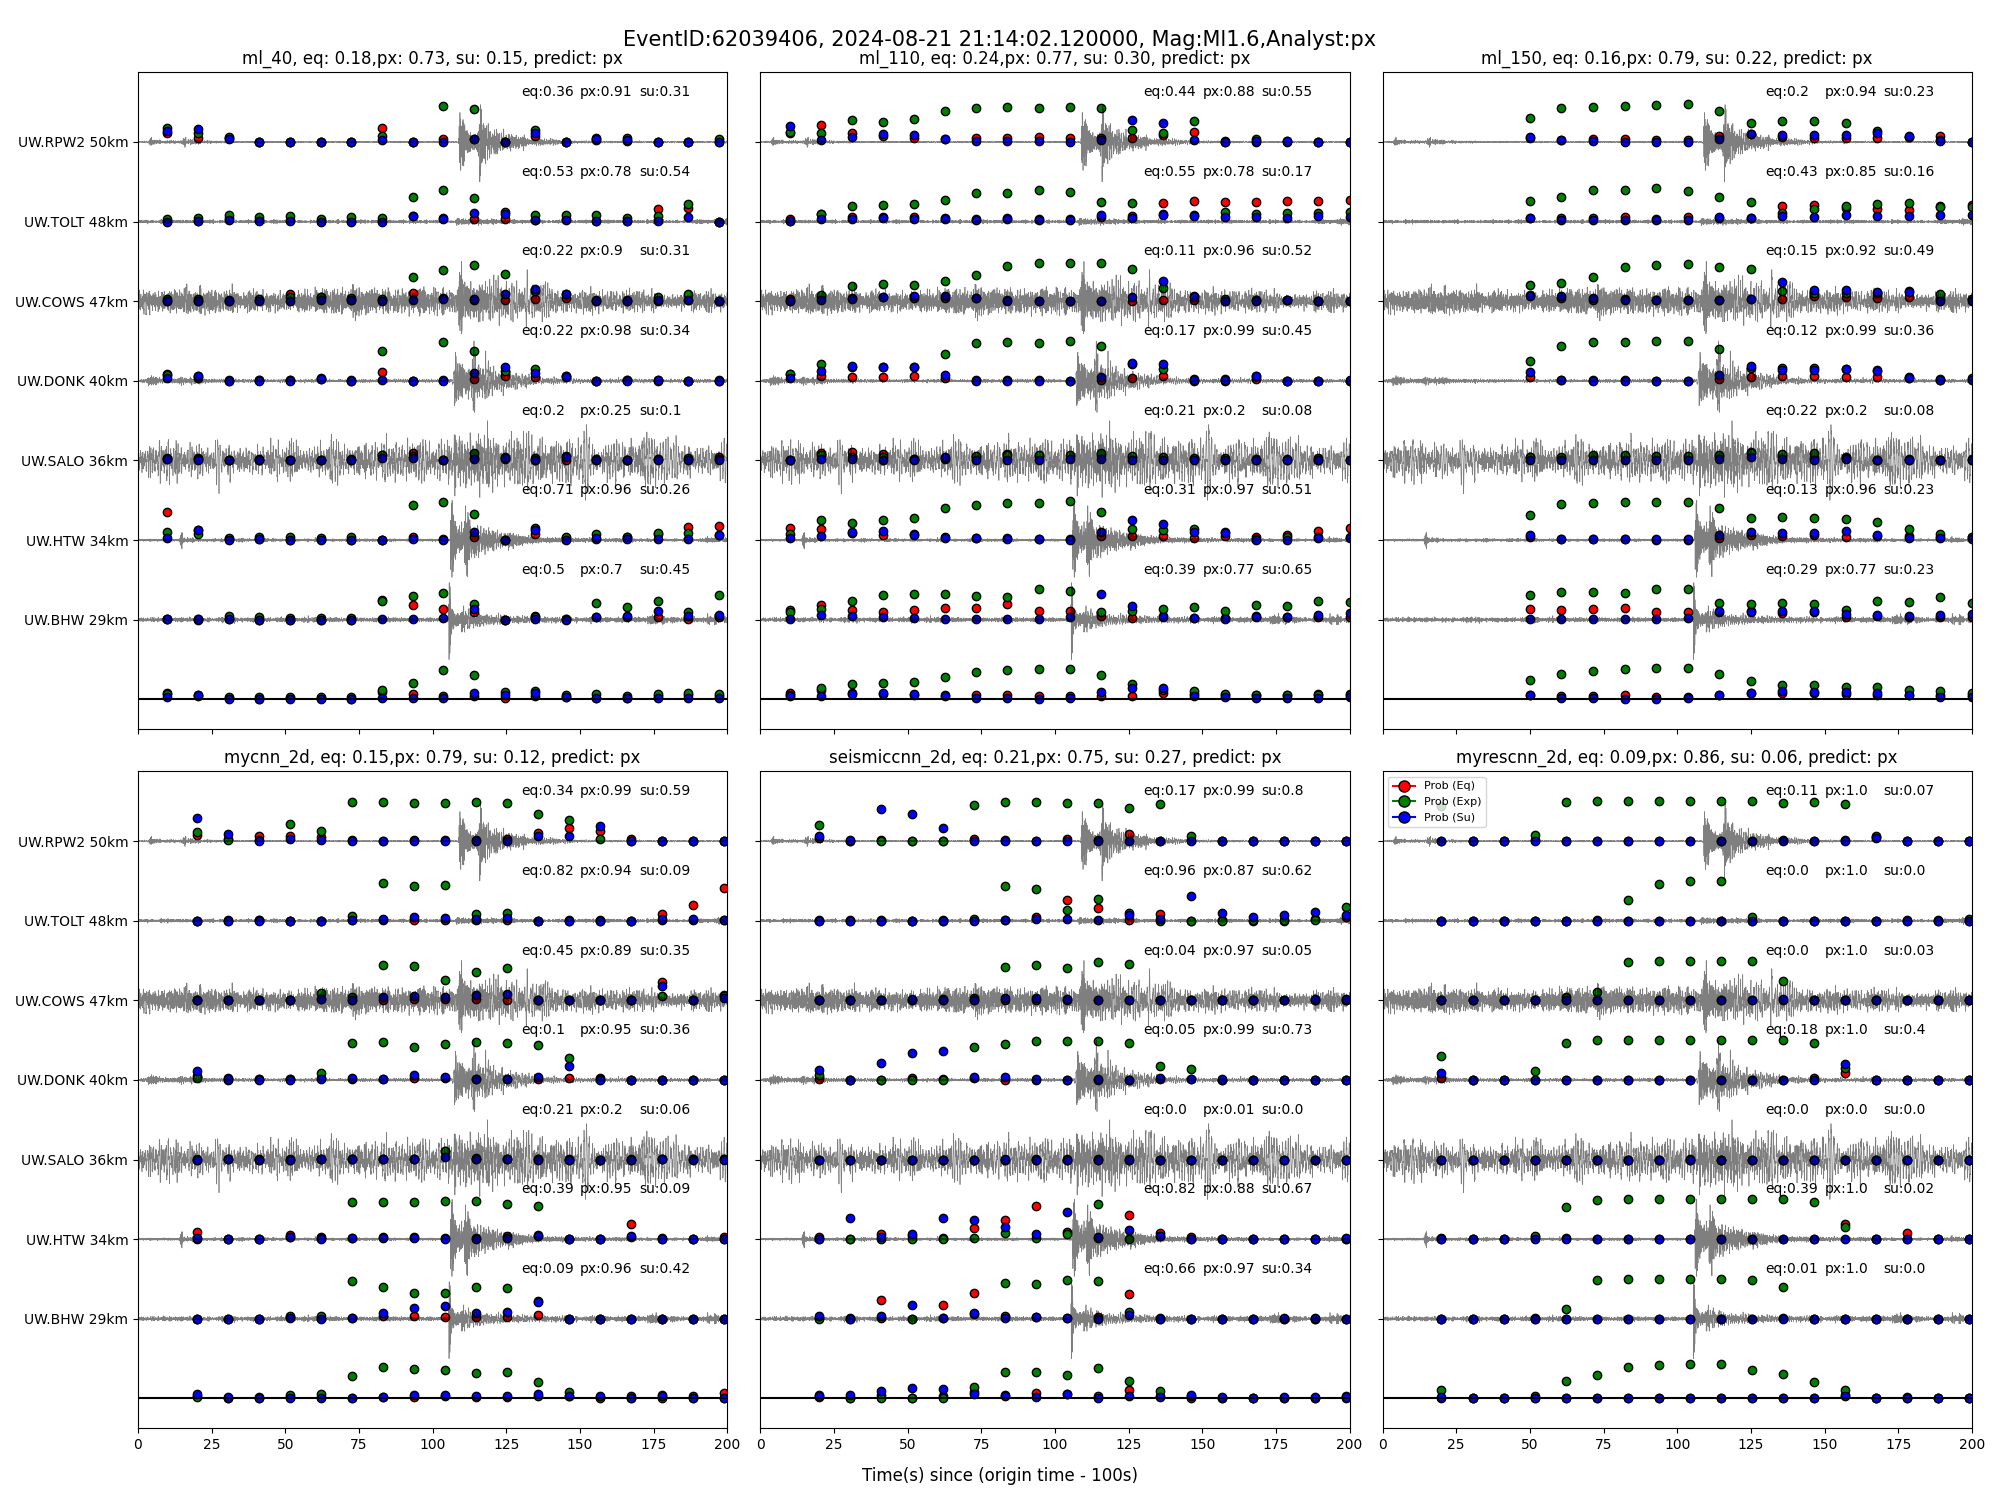 EventID:62039406, 2024-08-21 21:14:02.120000, Mag:Ml1.6,Analyst:px
ml_40, eq: 0.18,px: 0.73, su: 0.15, predict: px
eq:0.36 px:0.91 su:0.31
UW.RPW2 50km
eq:0.53 px:0.78 su:0.54
UW.TOLT 48km
eq:0.22 px:0.9 su:0.31
UW.COWS 47km
eq:0.22 px:0.98 su:0.34
UW.DONK 40km
eq:0.2 px:0.25 su:0.1
UW.SALO 36km
eq:0.71 px:0.96 su:0.26
UW.HTW 34km
eq:0.5 px:0.7 su:0.45
UW.BHW 29km
ml_110, eq: 0.24,px: 0.77, su: 0.30, predict: px
eq:0.44 px:0.88 su:0.55
eq:0.55 px:0.78 su:0.17
eq:0.11 px:0.96 su:0.52
eq:0.17 px:0.99 su:0.45
eq:0.21 px:0.2 su:0.08
eq:0.31 px:0.97 su:0.51
eq:0.39 px:0.77 su:0.65
ml_150, eq: 0.16,px: 0.79, su: 0.22, predict: px
eq:0.2 px:0.94 su:0.23
eq:0.43 px:0.85 su:0.16
eq:0.15 px:0.92 su:0.49
eq:0.12 px:0.99 su:0.36
eq:0.22 px:0.2 su:0.08
eq:0.13 px:0.96 su:0.23
eq:0.29 px:0.77 su:0.23
mycnn_2d, eq: 0.15,px: 0.79, su: 0.12, predict: px
eq:0.34 px:0.99 su:0.59
UW.RPW2 50km
eq:0.82 px:0.94 su:0.09
UW.TOLT 48km
eq:0.45 px:0.89 su:0.35
UW.COWS 47km
eq:0.1 px:0.95 su:0.36
UW.DONK 40km
eq:0.21 px:0.2 su:0.06
UW.SALO 36km
eq:0.39 px:0.95 su:0.09
UW.HTW 34km
eq:0.09 px:0.96 su:0.42
UW.BHW 29km
0 25 50 75 100 125 150 175 200
seismiccnn_2d, eq: 0.21,px: 0.75, su: 0.27, predict: px
eq:0.17 px:0.99 su:0.8
eq:0.96 px:0.87 su:0.62
eq:0.04 px:0.97 su:0.05
eq:0.05 px:0.99 su:0.73
eq:0.0 px:0.01 su:0.0
eq:0.82 px:0.88 su:0.67
eq:0.66 px:0.97 su:0.34
0 25 50 75 100 125 150 175 200
myrescnn_2d, eq: 0.09,px: 0.86, su: 0.06, predict: px
Prob (Eq)
Prob (Exp)
Prob (Su)
eq:0.11 px:1.0 su:0.07
eq:0.0 px:1.0 su:0.0
eq:0.0 px:1.0 su:0.03
eq:0.18 px:1.0 su:0.4
eq:0.0 px:0.0 su:0.0
eq:0.39 px:1.0 su:0.02
eq:0.01 px:1.0 su:0.0
0 25 50 75 100 125 150 175 200
Time(s) since (origin time - 100s)